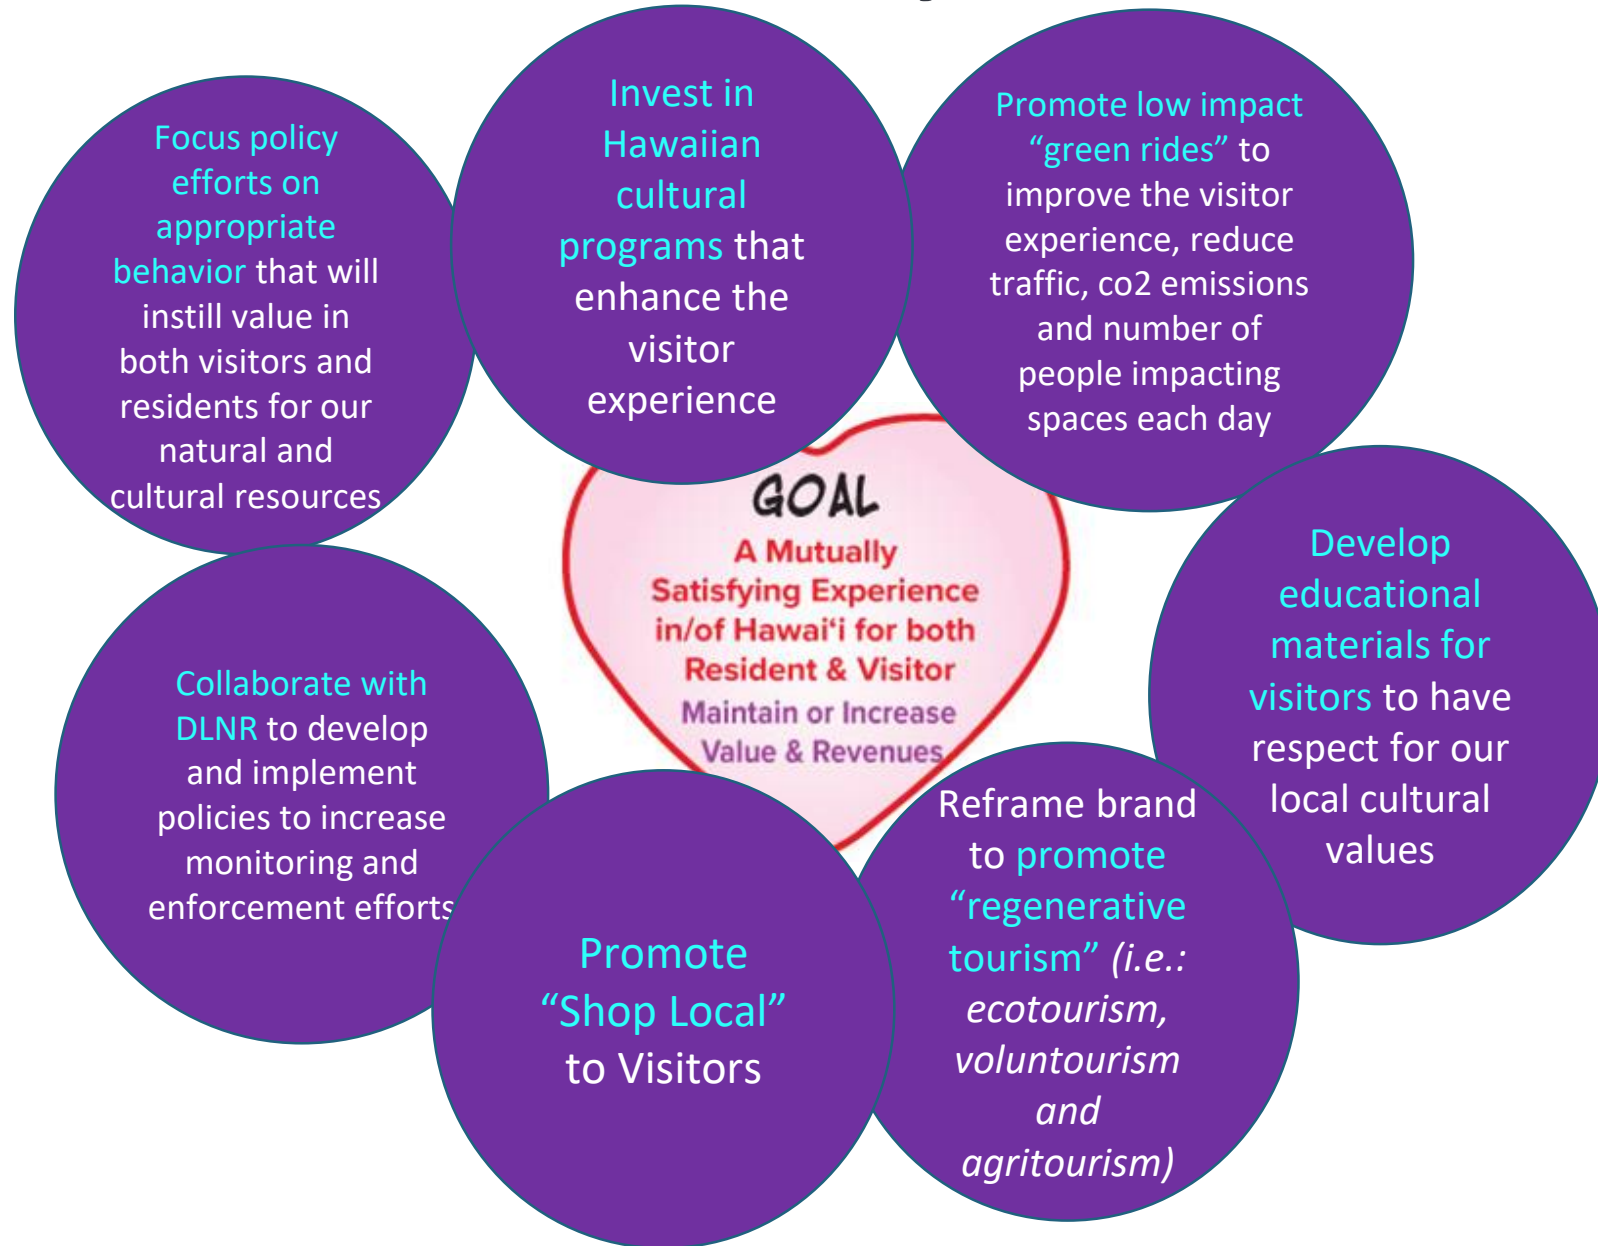 Focus policy
efforts on
appropriate
behavior that will
instill value in
both visitors and
residents for our
natural and
cultural resources
Invest in
Hawaiian
cultural
programs that
enhance the
visitor
experience
Promote low impact
“green rides” to
improve the visitor
experience, reduce
traffic, co2 emissions
and number of
people impacting
spaces each day
GOAL
A Mutually
Satisfying Experience
in/of Hawai‘i for both
Resident & Visitor
Maintain or Increase
Value & Revenues
Develop
educational
materials for
visitors to have
respect for our
local cultural
values
Collaborate with
DLNR to develop
and implement
policies to increase
monitoring and
enforcement efforts
Promote
“Shop Local”
to Visitors
Reframe brand
to promote
“regenerative
tourism” (i.e.:
ecotourism,
voluntourism
and
agritourism)